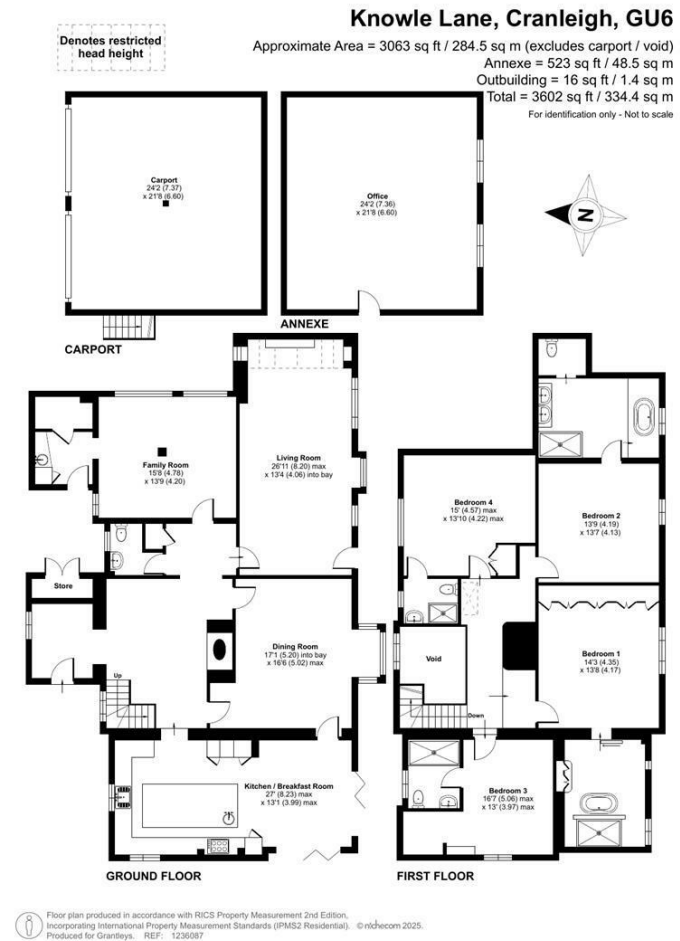 Knowle Lane, Cranleigh, GU6
Approximate Area = 3063 sq ft / 284.5 sq m (excludes carport / void)
Annexe = 523 sq ft / 48.5 sq m
Outbuilding = 16 sq ft / 1.4 sq m
Total = 3602 sq ft / 334.4 sq m
For identification only - Not to scale
Denotes restricted
head height
Carport
24'2 (7.37)
x 21'8 (6.60)
CARPORT
Office
24'2 (7.36)
x 21'8 (6.60)
ANNEXE
N
Family Room
15'8 (4.78)
x 13'9 (4.20)
Living Room
26'11 (8.20) max
x 13'4 (4.06) into bay
Store
Dining Room
17'1 (5.20) into bay
x 16'6 (5.02) max
Up
Kitchen / Breakfast Room
27' (8.23) max
x 13'1 (3.99) max
GROUND FLOOR
Bedroom 4
15' (4.57) max
x 13'10 (4.22) max
Bedroom 2
13'9 (4.19)
x 13'7 (4.13)
Void
Bedroom 1
14'3 (4.35)
x 13'8 (4.17)
Down
Bedroom 3
16'7 (5.06) max
x 13' (3.97) max
FIRST FLOOR
Floor plan produced in accordance with RICS Property Measurement 2nd Edition,
Incorporating International Property Measurement Standards (IPMS2 Residential). © nichecom 2025.
Produced for Grantleys. REF: 1236087